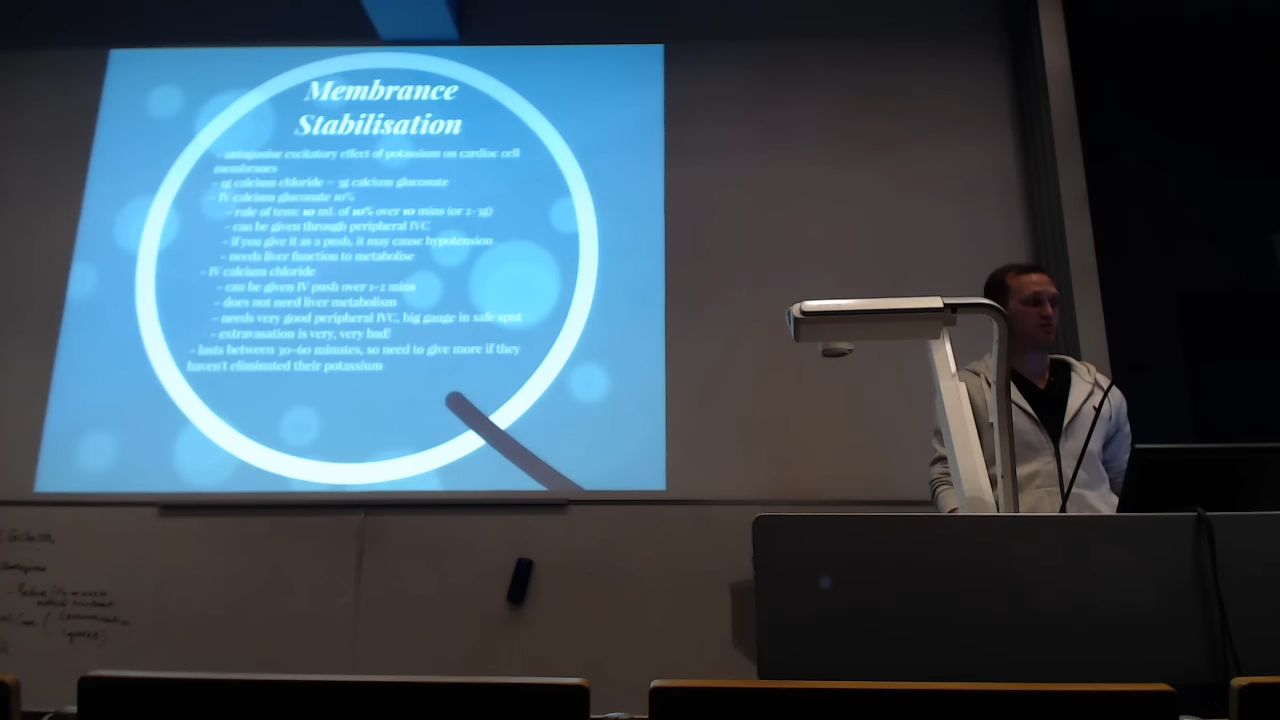 Membrance
Stabilisation
- antagonise excitatory effect of potassium on cardiac cell
membranes
- 1g calcium chloride = 3g calcium gluconate
- IV calcium gluconate 10%
- rule of tens: 10 mL of 10% over 10 mins (or 2-3g)
- can be given through peripheral IVC
- if you give it as a push, it may cause hypotension
- needs liver function to metabolise
- IV calcium chloride
- can be given IV push over 1-2 mins
- does not need liver metabolism
- needs very good peripheral IVC, big gauge in safe spot
- extravasation is very, very bad!
- lasts between 30-60 minutes, so need to give more if they
haven't eliminated their potassium